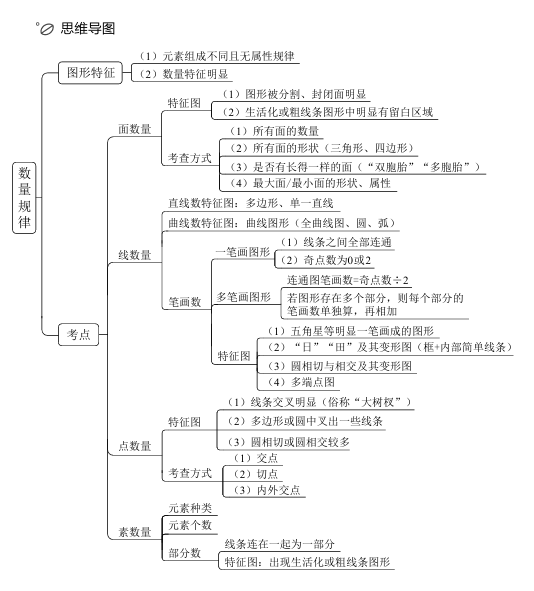 思维导图
数量规律
图形特征
（1）元素组成不同且无属性规律
（2）数量特征明显
考点
面数量
特征图
（1）图形被分割、封闭面明显
（2）生活化或粗线条图形中明显有留白区域
考查方式
（1）所有面的数量
（2）所有面的形状（三角形、四边形）
（3）是否有长得一样的面（“双胞胎”“多胞胎”）
（4）最大面/最小面的形状、属性
线数量
直线数特征图：多边形、单一直线
曲线数特征图：曲线图形（全曲线图、圆、弧）
笔画数
一笔画图形
（1）线条之间全部连通
（2）奇点数为0或2
多笔画图形
连通图笔画数=奇点数÷2
若图形存在多个部分，则每个部分的
笔画数单独算，再相加
特征图
（1）五角星等明显一笔画成的图形
（2）“日”“田”及其变形图（框+内部简单线条）
（3）圆相切与相交及其变形图
（4）多端点图
点数量
特征图
（1）线条交叉明显（俗称“大树杈”）
（2）多边形或圆中叉出一些线条
（3）圆相切或圆相交较多
考查方式
（1）交点
（2）切点
（3）内外交点
素数量
元素种类
元素个数
部分数
线条连在一起为一部分
特征图：出现生活化或粗线条图形